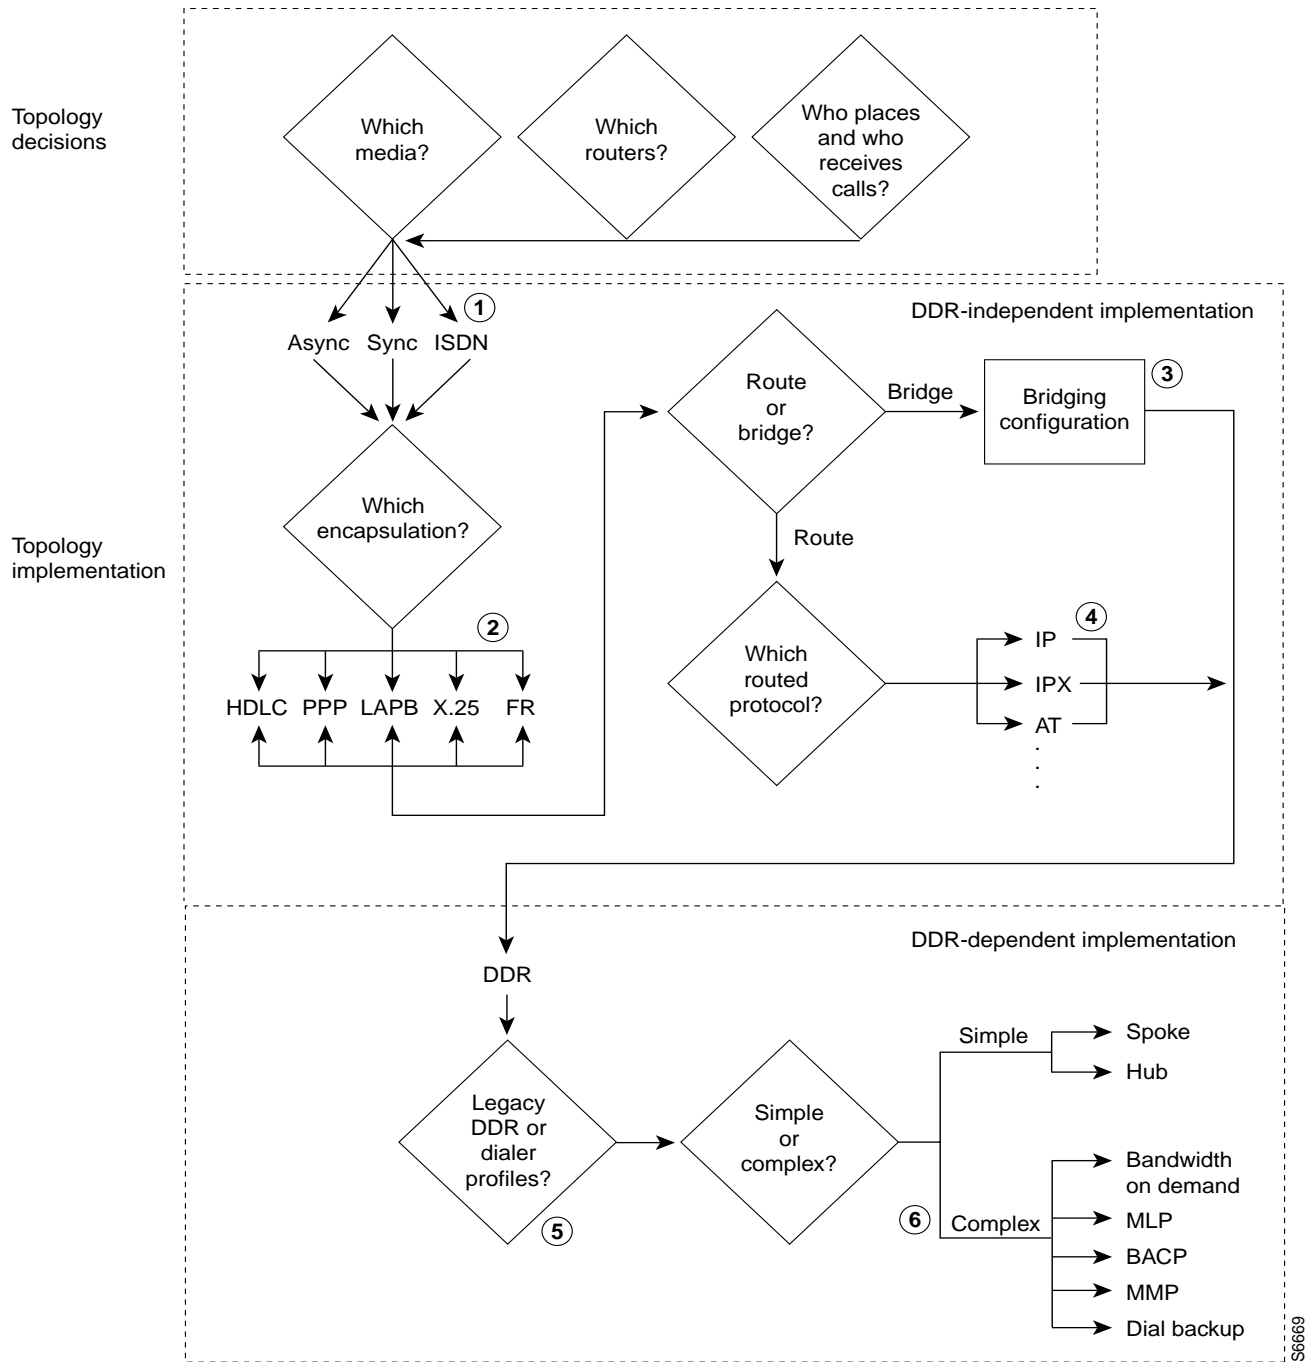 Topology
decisions
Which
media?
Which
routers?
Who places
and who
receives
calls?
Topology
implementation
DDR-independent implementation
1
Async
Sync
ISDN
Which
encapsulation?
2
HDLC
PPP
LAPB
X.25
FR
Route
or
bridge?
Bridge
Bridging
configuration
3
Route
Which
routed
protocol?
4
IP
IPX
AT
.
.
.
DDR-dependent implementation
DDR
Legacy
DDR or
dialer
profiles?
5
Simple
or
complex?
6
Simple
Spoke
Hub
Complex
Bandwidth
on demand
MLP
BACP
MMP
Dial backup
S6669